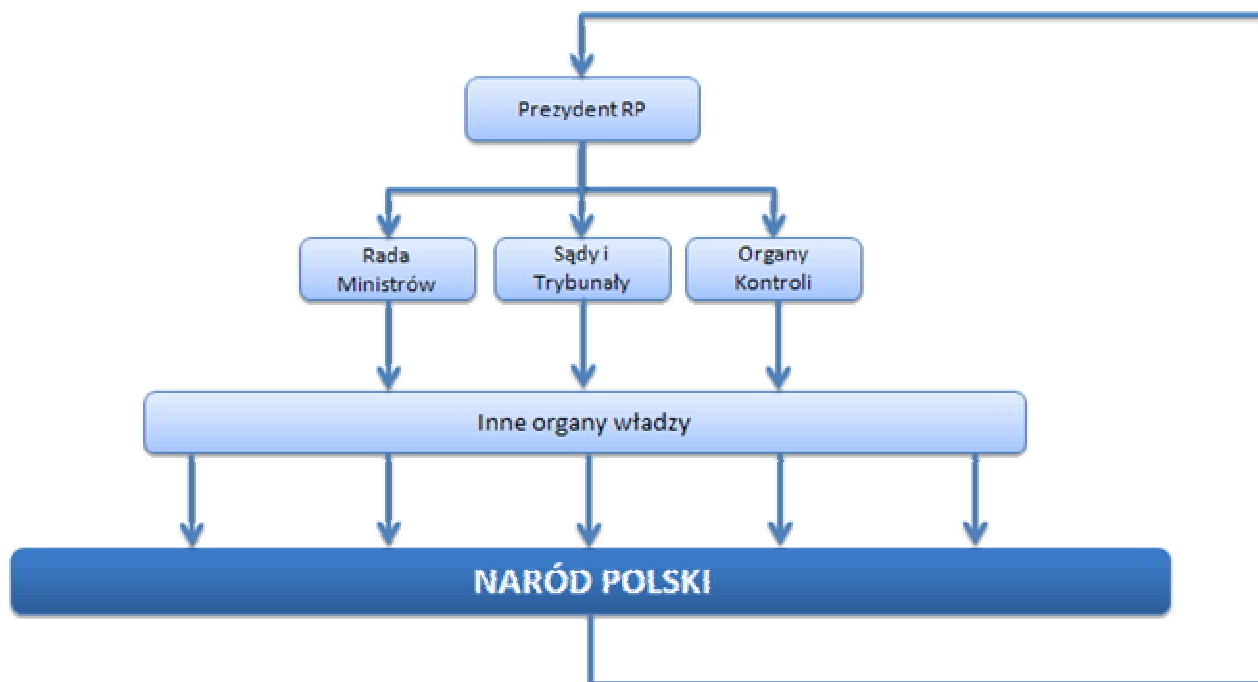 Prezydent RP
Rada
Ministrów
Sądy i
Trybunały
Organy
Kontroli
Inne organy władzy
NARÓD POLSKI